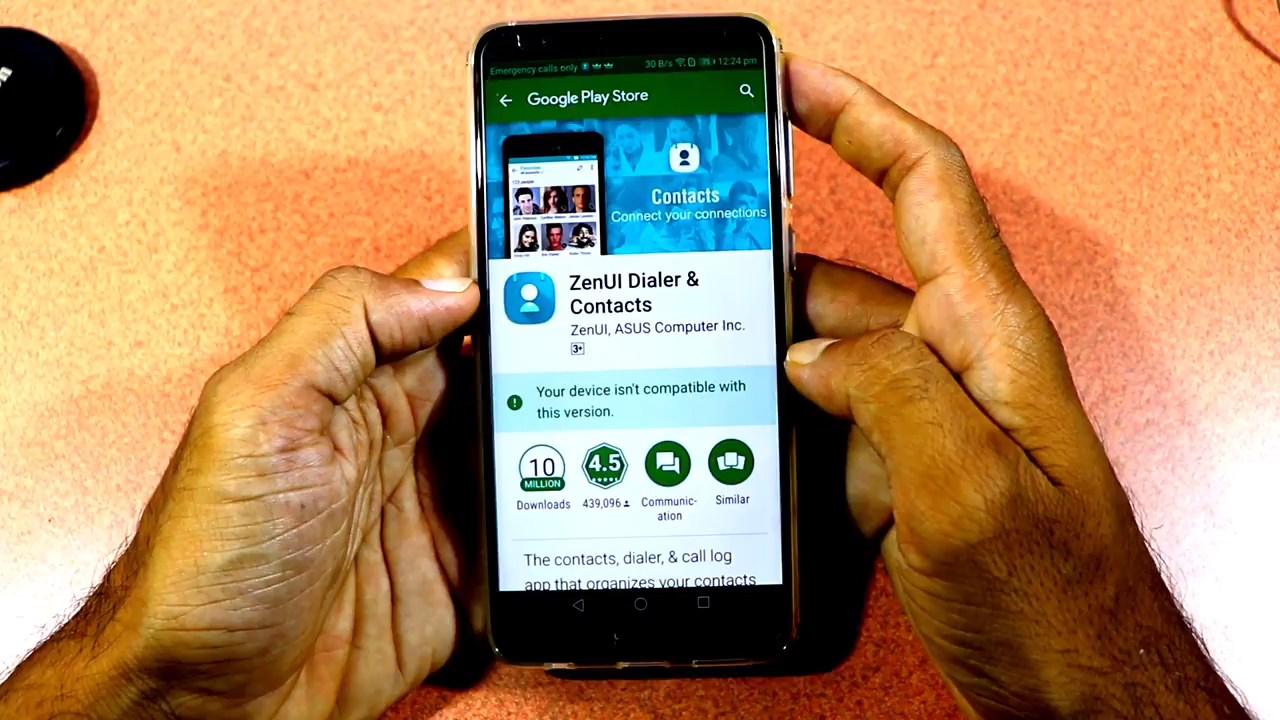 Emergency calls only 30 B/s 12:24 pm
Google Play Store
Contacts
Connect your connections
ZenUI Dialer &
Contacts
ZenUI, ASUS Computer Inc.
3+
Your device isn't compatible with
this version.
10
MILLION
Downloads
4.5
439,096
Communic-
ation
Similar
The contacts, dialer, & call log
app that organizes your contacts